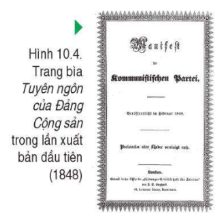 Hình 10.4.
Trang bìa
Tuyên ngôn
của Đảng
Cộng sản
trong lần xuất
bản đầu tiên
(1848)
Manifest
der
Kommunistischen Partei.
Veröffentlicht im Februar 1848.
Proletarier aller Länder vereinigt euch.
London.